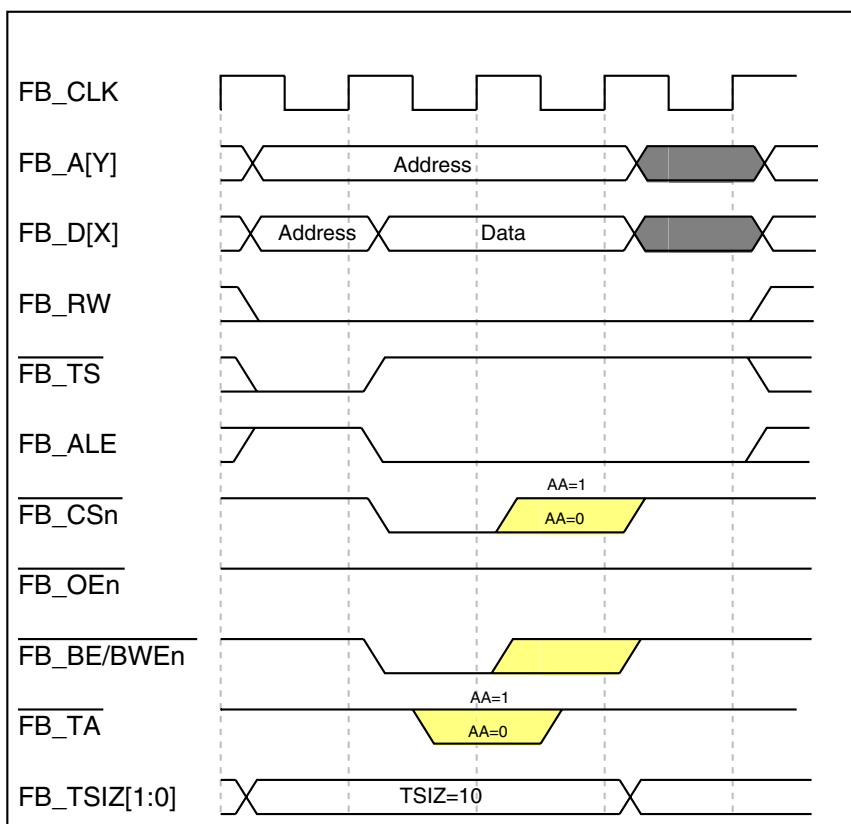 FB_CLK
FB_A[Y] Address
FB_D[X] Address Data
FB_RW
FB_TS
FB_ALE
AA=1
FB_CSn AA=0
FB_OEn
FB_BE/BWEn
AA=1
FB_TA AA=0
FB_TSIZ[1:0] TSIZ=10